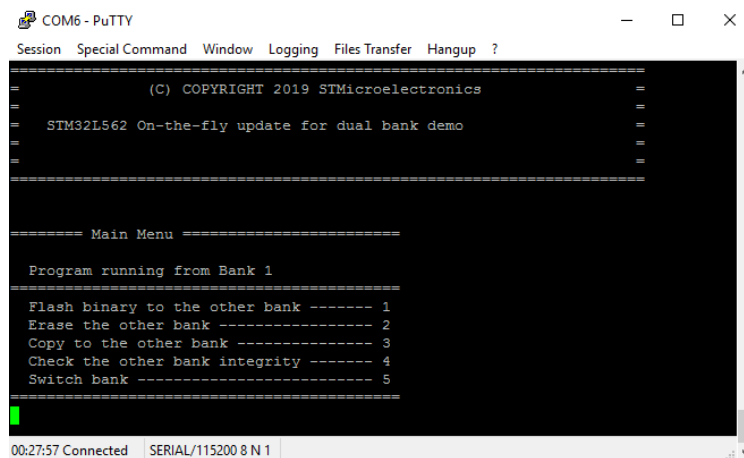 COM6 - PuTTY
Session Special Command Window Logging Files Transfer Hangup ?
======================================================================
= (C) COPYRIGHT 2019 STMicroelectronics =
= =
= STM32L562 On-the-fly update for dual bank demo =
= =
= =
======================================================================
======== Main Menu ========================
Program running from Bank 1
===========================================
Flash binary to the other bank ------- 1
Erase the other bank ----------------- 2
Copy to the other bank --------------- 3
Check the other bank integrity ------- 4
Switch bank -------------------------- 5
===========================================
00:27:57 Connected SERIAL/115200 8 N 1